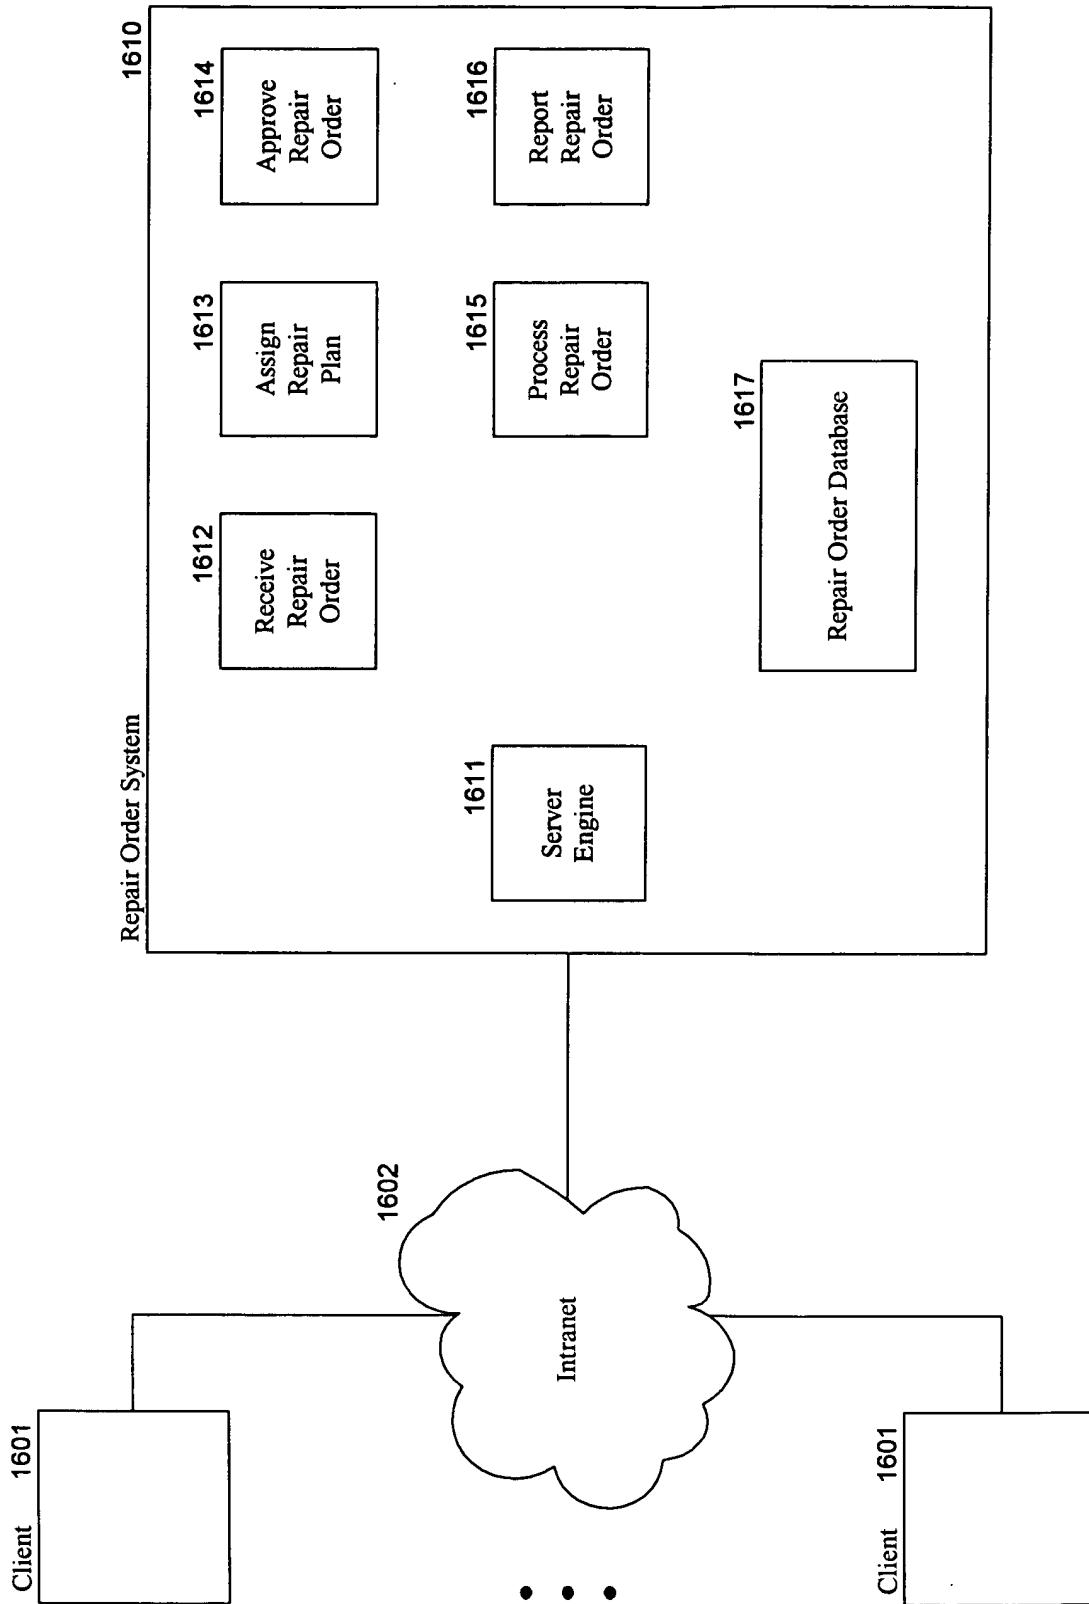 Client 1601
Client 1601
1602
Intranet
Repair Order System
1610
1611
Server
Engine
1612
Receive
Repair
Order
1613
Assign
Repair
Plan
1614
Approve
Repair
Order
1615
Process
Repair
Order
1616
Report
Repair
Order
1617
Repair Order Database